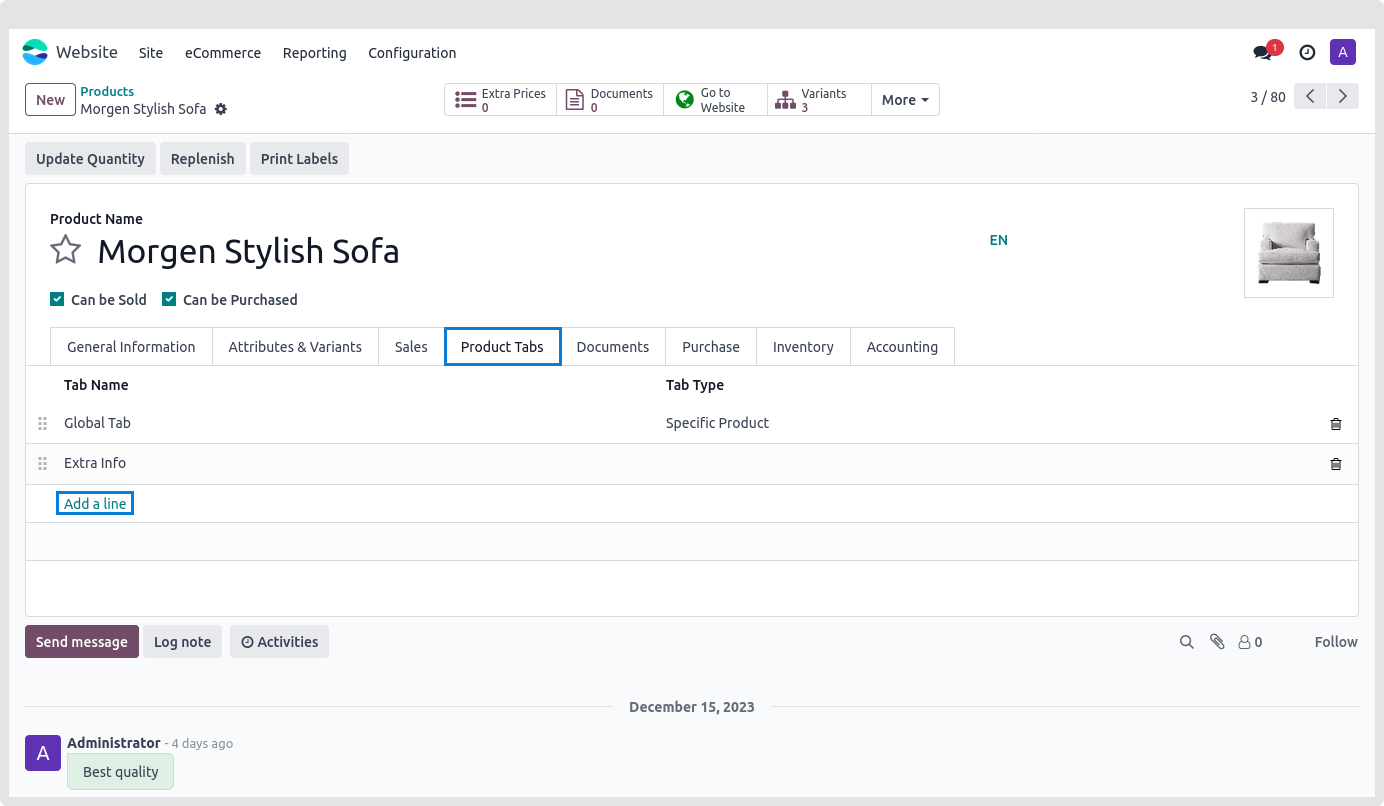 Website Site eCommerce Reporting Configuration 1 A
New Products Extra Prices 0 Documents 0 Go to Website Variants 3 More 3 / 80
Morgen Stylish Sofa
Update Quantity Replenish Print Labels
Product Name
Morgen Stylish Sofa EN
Can be Sold Can be Purchased
General Information Attributes & Variants Sales Product Tabs Documents Purchase Inventory Accounting
Tab Name Tab Type
Global Tab Specific Product
Extra Info
Add a line
Send message Log note Activities 0 Follow
December 15, 2023
A Administrator - 4 days ago
Best quality